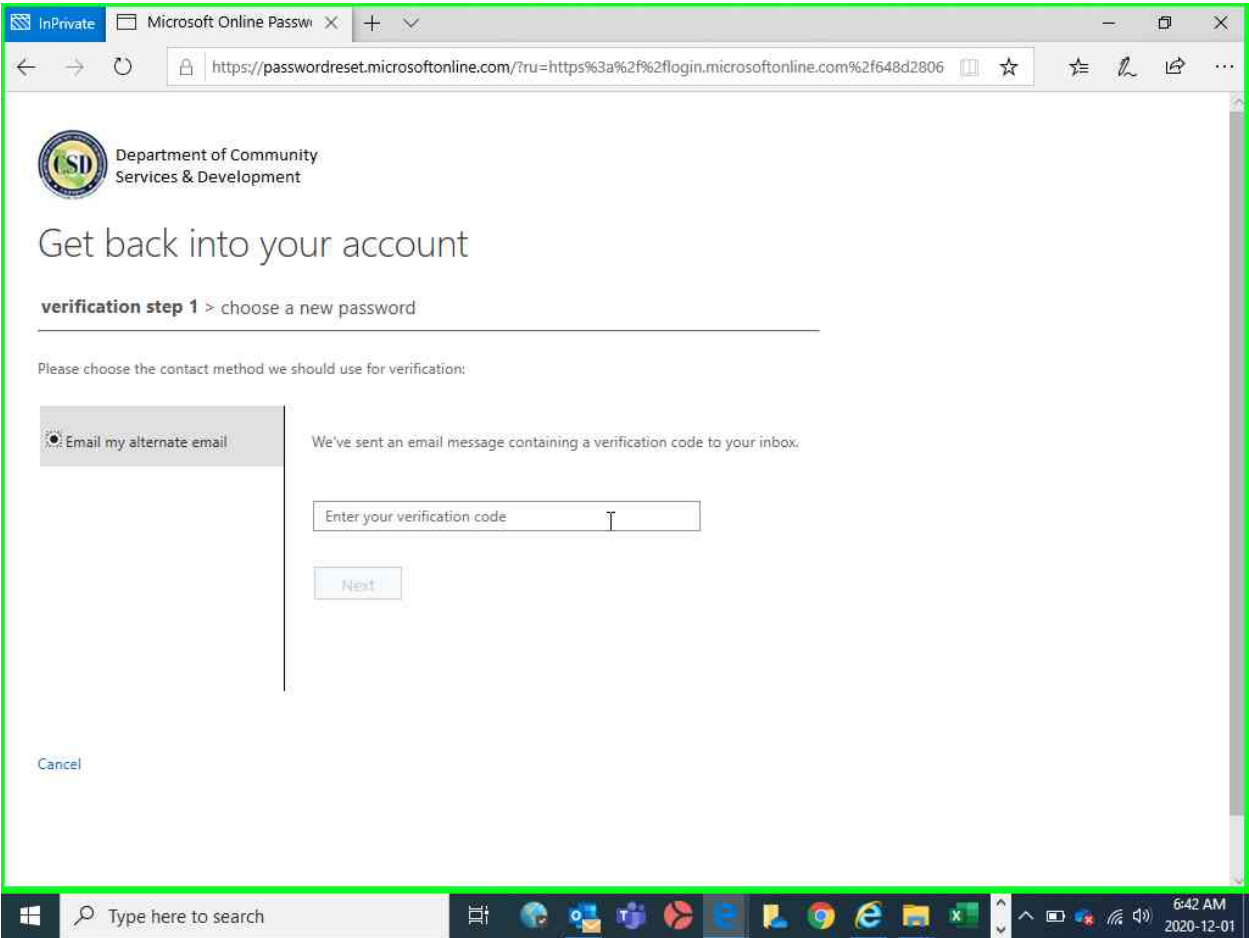 InPrivate
Microsoft Online Passw
https://passwordreset.microsoftonline.com/?ru=https%3a%2f%2flogin.microsoftonline.com%2f648d2806
CSD
Department of Community
Services & Development
Get back into your account
verification step 1 > choose a new password
Please choose the contact method we should use for verification:
Email my alternate email
We've sent an email message containing a verification code to your inbox.
Enter your verification code
Next
Cancel
Type here to search
6:42 AM
2020-12-01